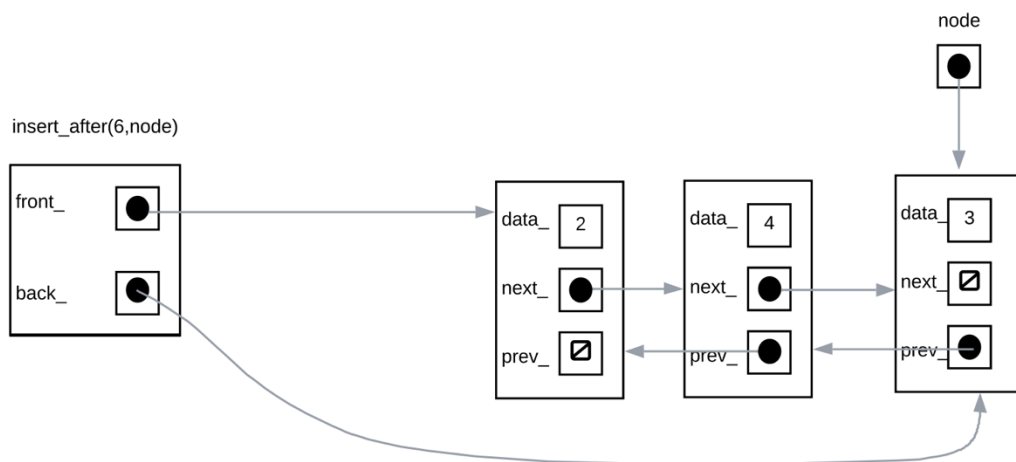 node
insert_after(6,node)
front_
back_
data_ 2
next_
prev_
data_ 4
next_
prev_
data_ 3
next_
prev_